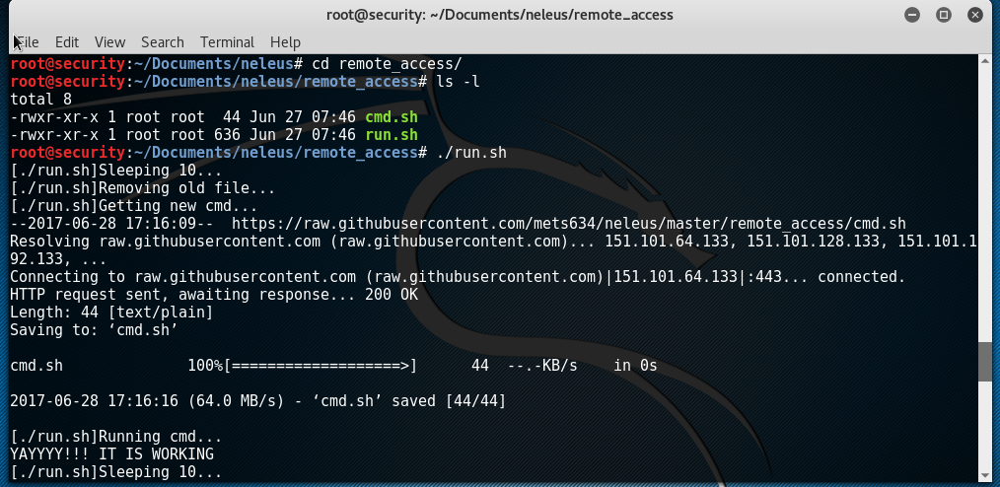 root@security: ~/Documents/neleus/remote_access
File Edit View Search Terminal Help
root@security:~/Documents/neleus# cd remote_access/
root@security:~/Documents/neleus/remote_access# ls -l
total 8
-rwxr-xr-x 1 root root  44 Jun 27 07:46 cmd.sh
-rwxr-xr-x 1 root root 636 Jun 27 07:46 run.sh
root@security:~/Documents/neleus/remote_access# ./run.sh
[./run.sh]Sleeping 10...
[./run.sh]Removing old file...
[./run.sh]Getting new cmd...
--2017-06-28 17:16:09--  https://raw.githubusercontent.com/mets634/neleus/master/remote_access/cmd.sh
Resolving raw.githubusercontent.com (raw.githubusercontent.com)... 151.101.64.133, 151.101.128.133, 151.101.1
92.133, ...
Connecting to raw.githubusercontent.com (raw.githubusercontent.com)|151.101.64.133|:443... connected.
HTTP request sent, awaiting response... 200 OK
Length: 44 [text/plain]
Saving to: ‘cmd.sh’
cmd.sh              100%[===================>]      44  --.-KB/s    in 0s
2017-06-28 17:16:16 (64.0 MB/s) - ‘cmd.sh’ saved [44/44]
[./run.sh]Running cmd...
YAYYYY!!! IT IS WORKING
[./run.sh]Sleeping 10...